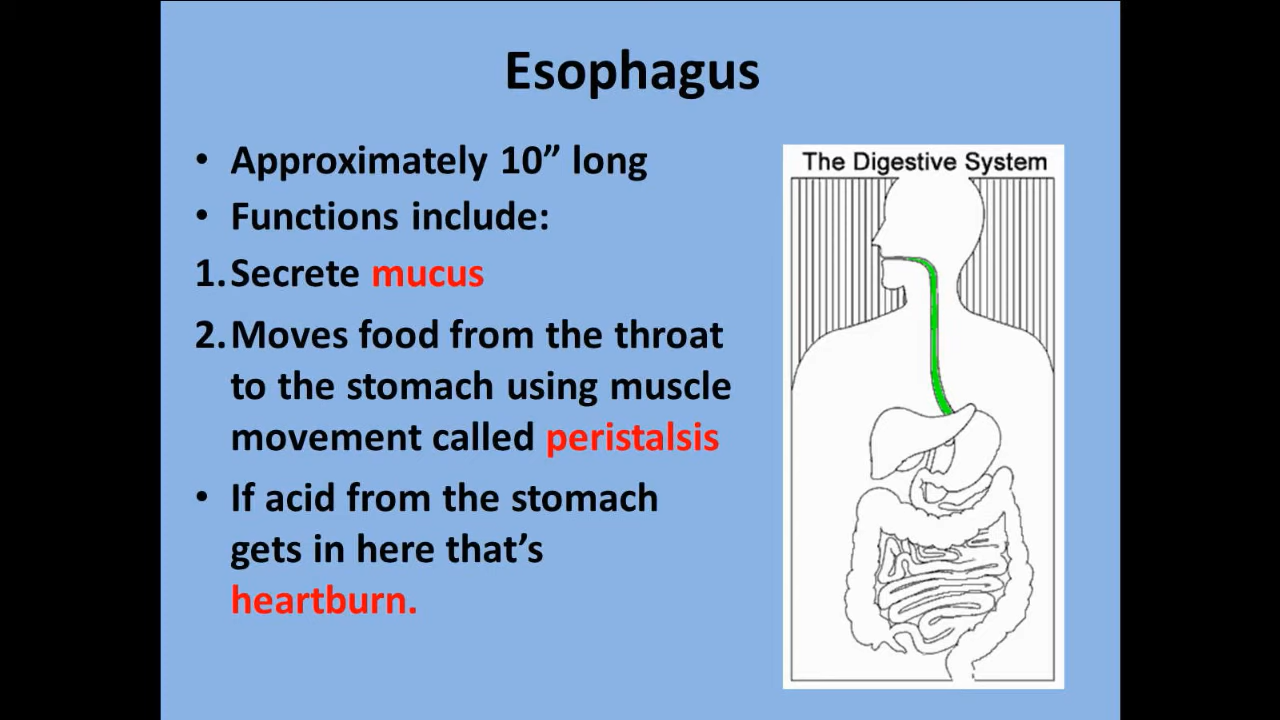 Esophagus
• Approximately 10” long
• Functions include:
1. Secrete mucus
2. Moves food from the throat
to the stomach using muscle
movement called peristalsis
• If acid from the stomach
gets in here that’s
heartburn.
The Digestive System